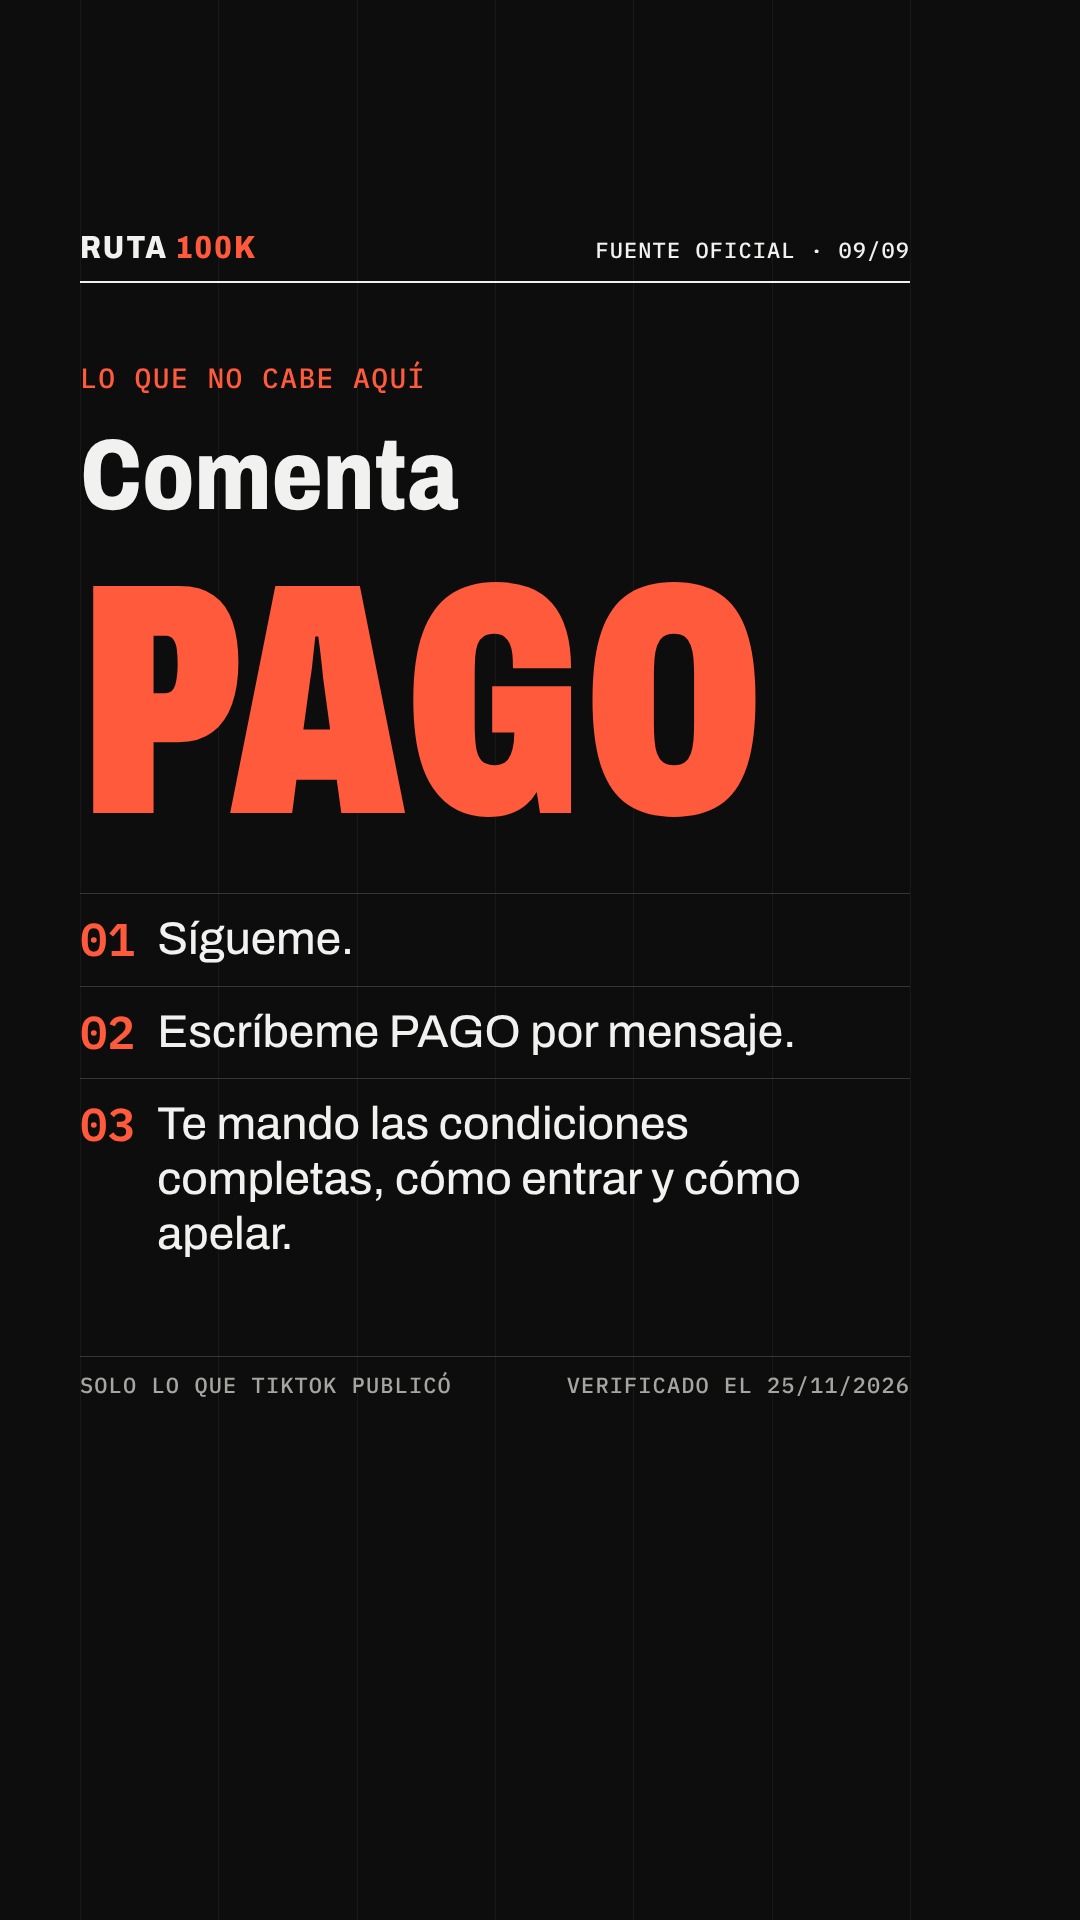 RUTA 100K
FUENTE OFICIAL · 09/09
LO QUE NO CABE AQUÍ
Comenta
PAGO
01 Sígueme.
02 Escríbeme PAGO por mensaje.
03 Te mando las condiciones
completas, cómo entrar y cómo
apelar.
SOLO LO QUE TIKTOK PUBLICÓ
VERIFICADO EL 25/11/2026